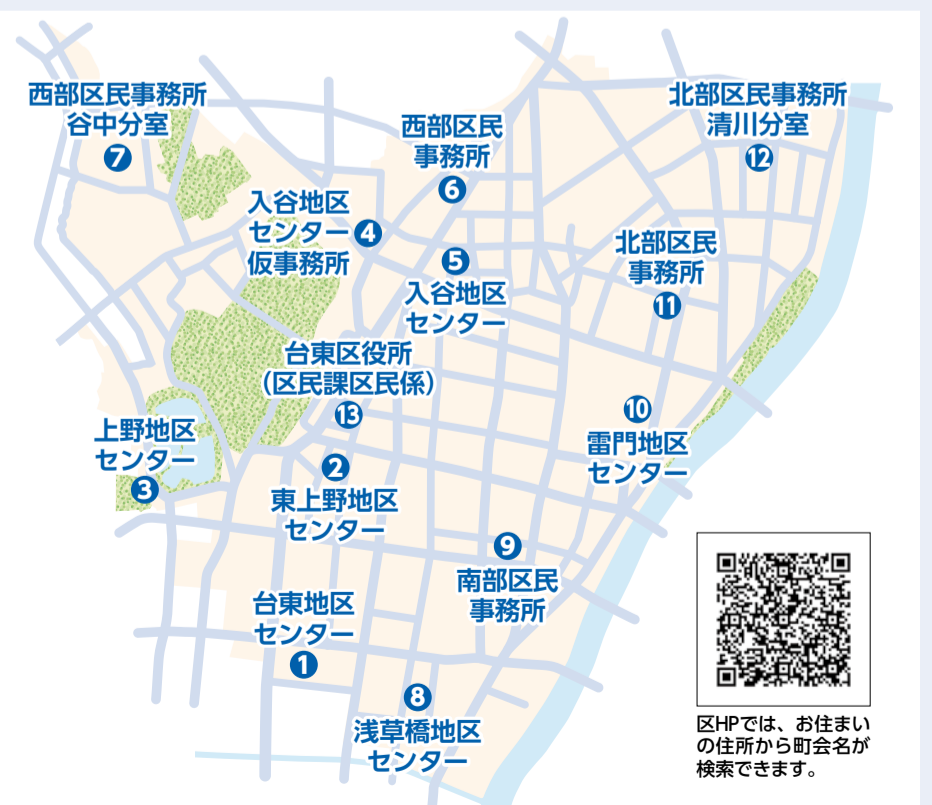 西部区民事務所
谷中分室
7
西部区民
事務所
6
北部区民事務所
清川分室
12
入谷地区
センター
仮事務所
4
5
入谷地区
センター
北部区民
事務所
11
台東区役所
（区民課区民係）
13
10
雷門地区
センター
上野地区
センター
3
2
東上野地区
センター
9
南部区民
事務所
台東地区
センター
1
8
浅草橋地区
センター
区HPでは、お住まい
の住所から町会名が
検索できます。